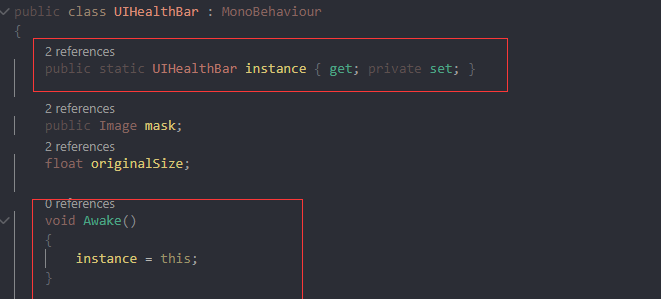 public class UIHealthBar : MonoBehaviour
{
2 references
public static UIHealthBar instance { get; private set; }
2 references
public Image mask;
2 references
float originalSize;
0 references
void Awake()
{
instance = this;
}